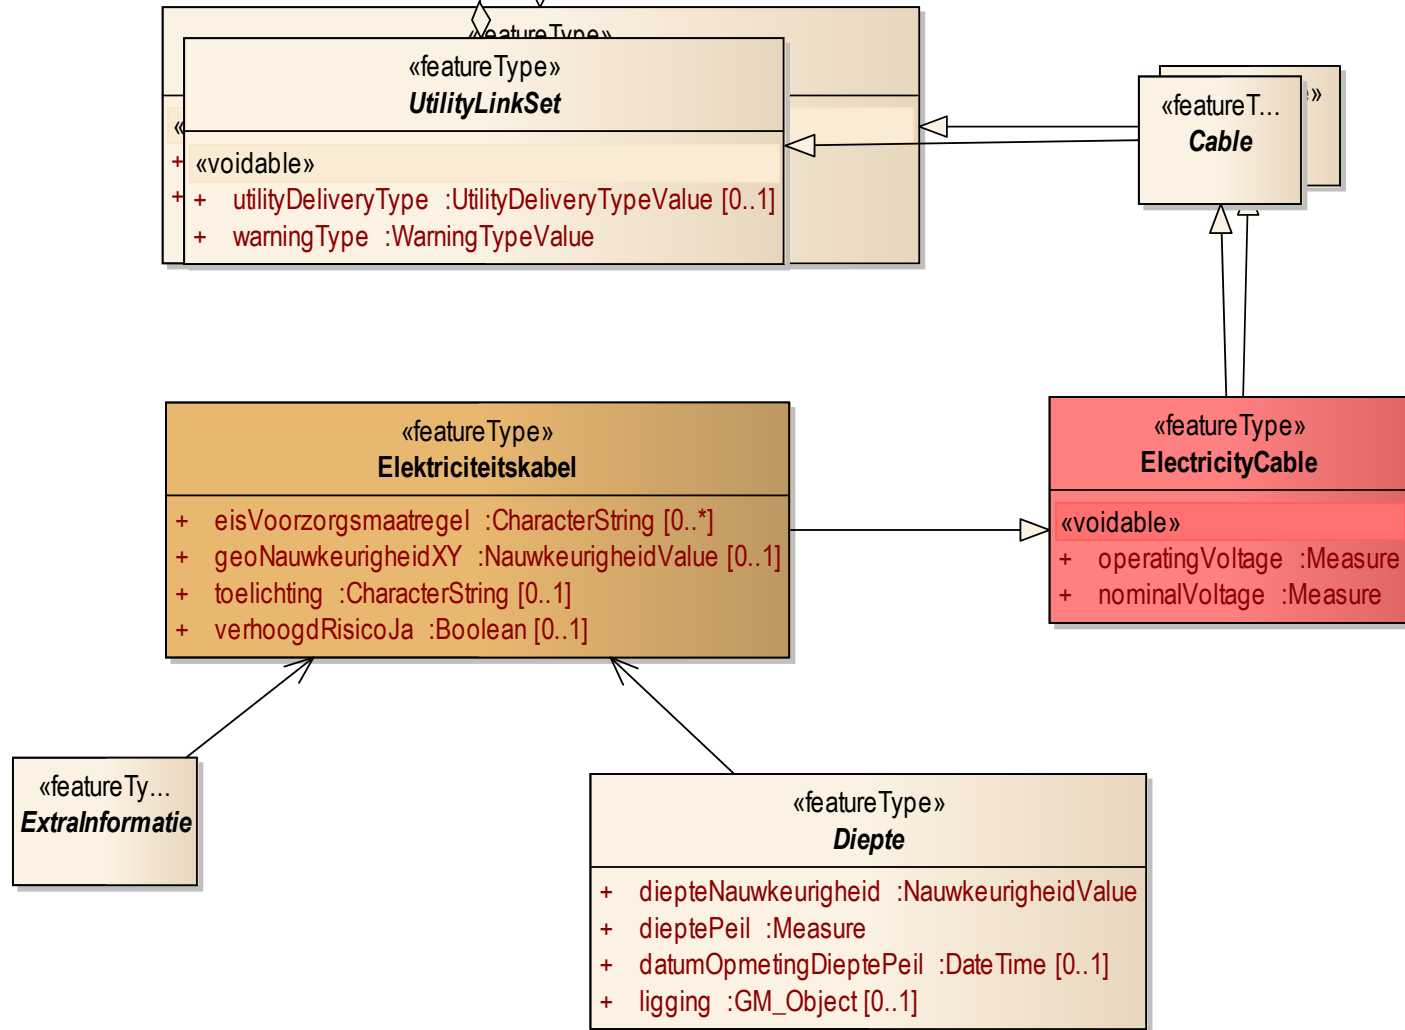 «featureType»
«featureType»
UtilityLinkSet
«
«voidable»
+
+ utilityDeliveryType :UtilityDeliveryTypeValue [0..1]
+
+ warningType :WarningTypeValue
e»
«featureT...
Cable
«featureType»
Elektriciteitskabel
+ eisVoorzorgsmaatregel :CharacterString [0..*]
+ geoNauwkeurigheidXY :NauwkeurigheidValue [0..1]
+ toelichting :CharacterString [0..1]
+ verhoogdRisicoJa :Boolean [0..1]
«featureType»
ElectricityCable
«voidable»
+ operatingVoltage :Measure
+ nominalVoltage :Measure
«featureTy...
ExtraInformatie
«featureType»
Diepte
+ diepteNauwkeurigheid :NauwkeurigheidValue
+ dieptePeil :Measure
+ datumOpmetingDieptePeil :DateTime [0..1]
+ ligging :GM_Object [0..1]